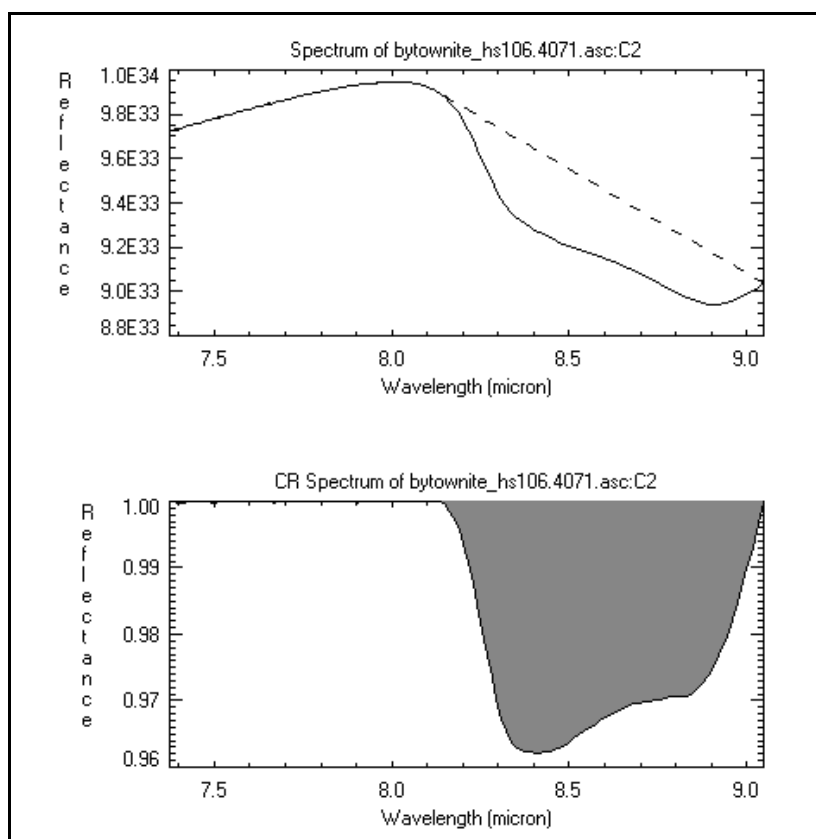 Spectrum of bytownite_hs106.4071.asc:C2
Reflectance
1.0E34
9.8E33
9.6E33
9.4E33
9.2E33
9.0E33
8.8E33
7.5 8.0 8.5 9.0
Wavelength (micron)
CR Spectrum of bytownite_hs106.4071.asc:C2
Reflectance
1.00
0.99
0.98
0.97
0.96
7.5 8.0 8.5 9.0
Wavelength (micron)